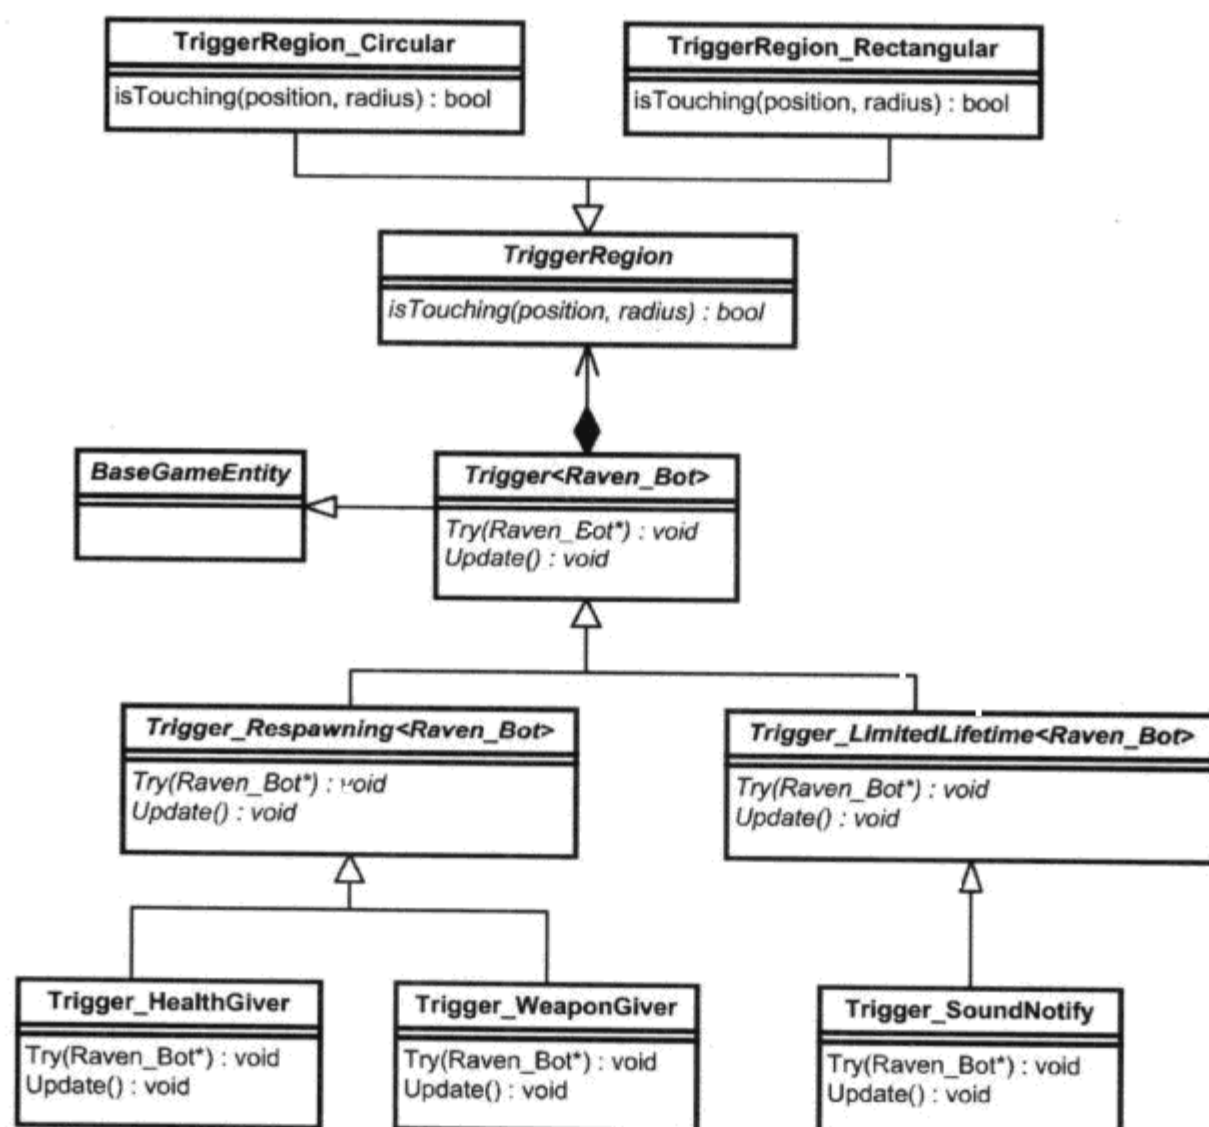 TriggerRegion_Circular
isTouching(position, radius) : bool
TriggerRegion_Rectangular
isTouching(position, radius) : bool
TriggerRegion
isTouching(position, radius) : bool
BaseGameEntity
Trigger<Raven_Bot>
Try(Raven_Bot*) : void
Update() : void
Trigger_Respawning<Raven_Bot>
Try(Raven_Bot*) : void
Update() : void
Trigger_LimitedLifetime<Raven_Bot>
Try(Raven_Bot*) : void
Update() : void
Trigger_HealthGiver
Try(Raven_Bot*) : void
Update() : void
Trigger_WeaponGiver
Try(Raven_Bot*) : void
Update() : void
Trigger_SoundNotify
Try(Raven_Bot*) : void
Update() : void